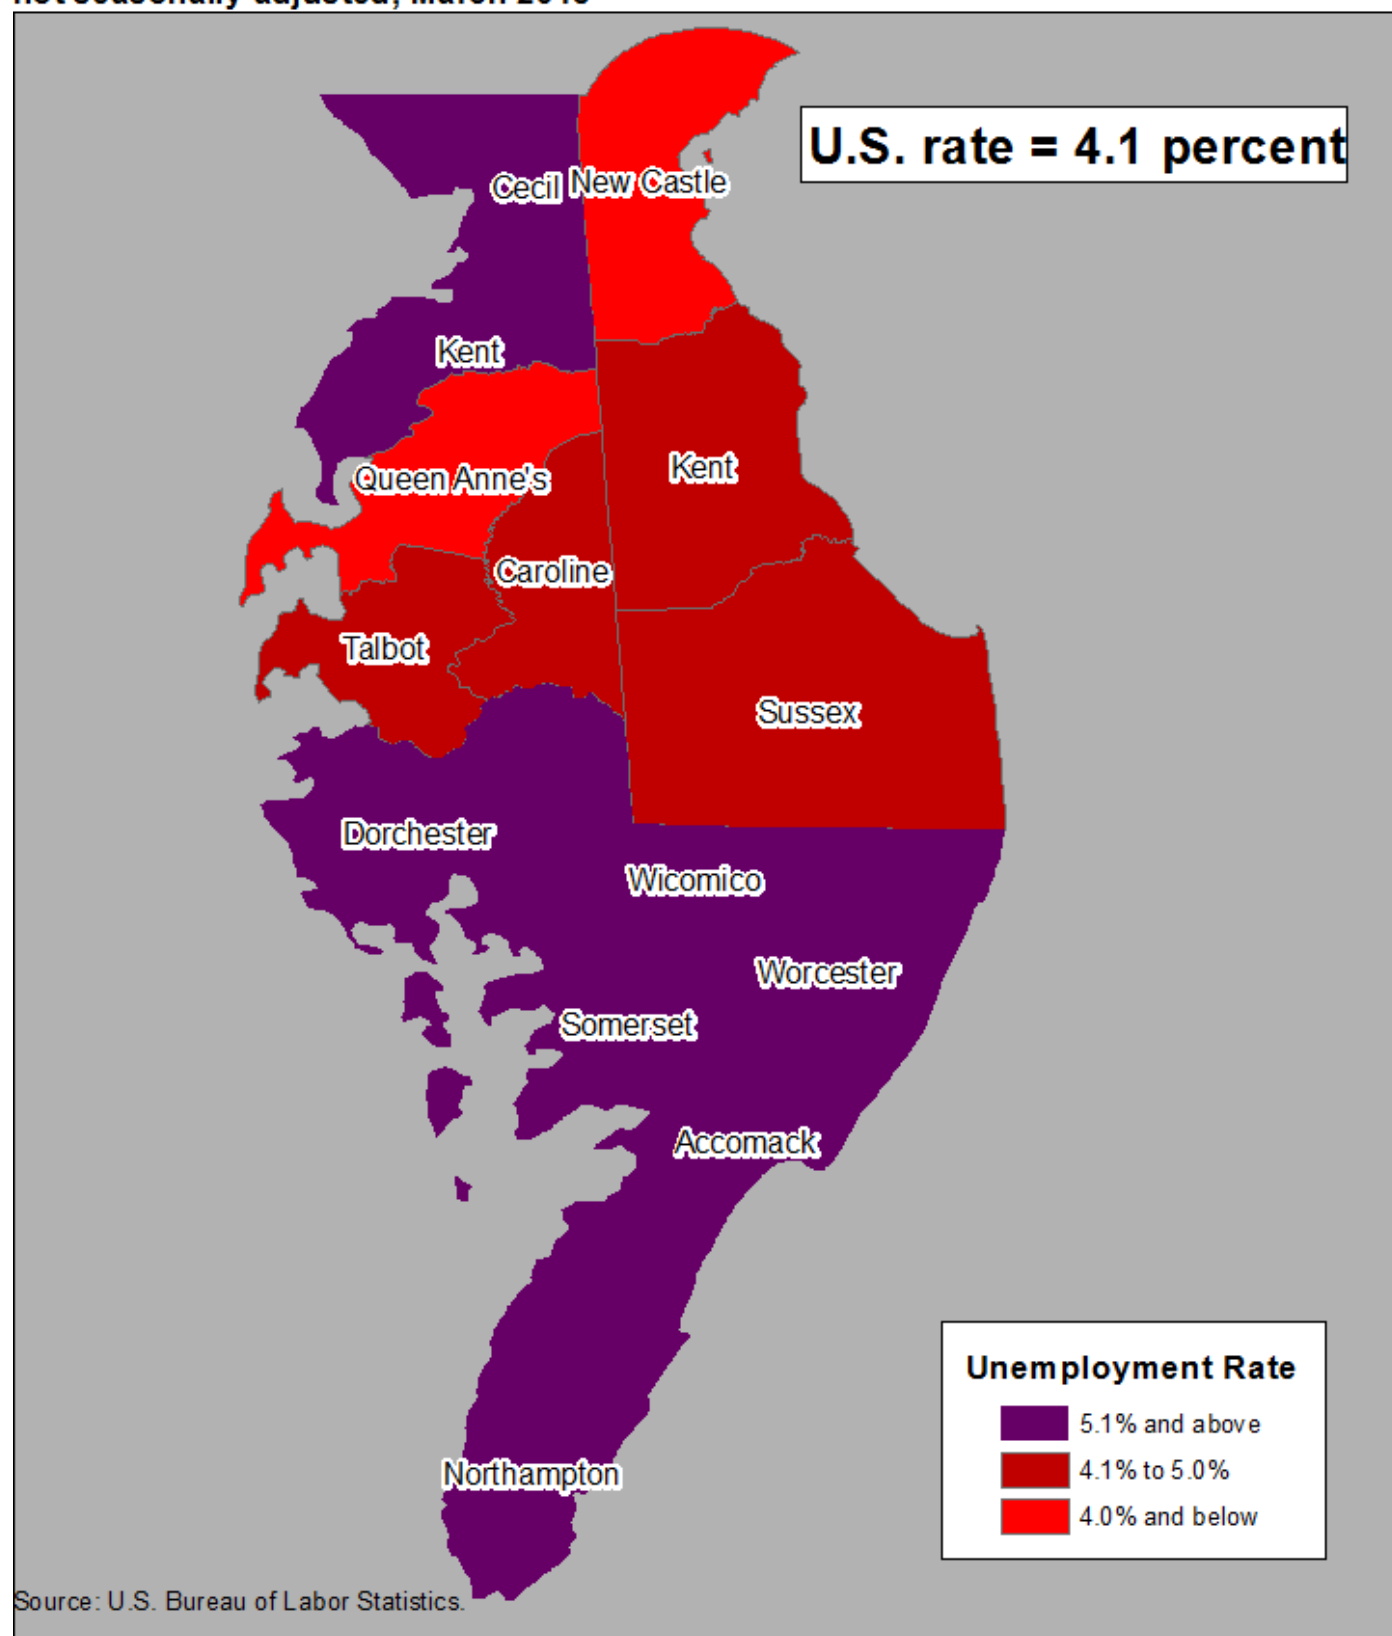 U.S. rate = 4.1 percent
Cecil
New Castle
Kent
Kent
Queen Anne's
Caroline
Talbot
Sussex
Dorchester
Wicomico
Worcester
Somerset
Accomack
Northampton
Unemployment Rate
5.1% and above
4.1% to 5.0%
4.0% and below
Source: U.S. Bureau of Labor Statistics.